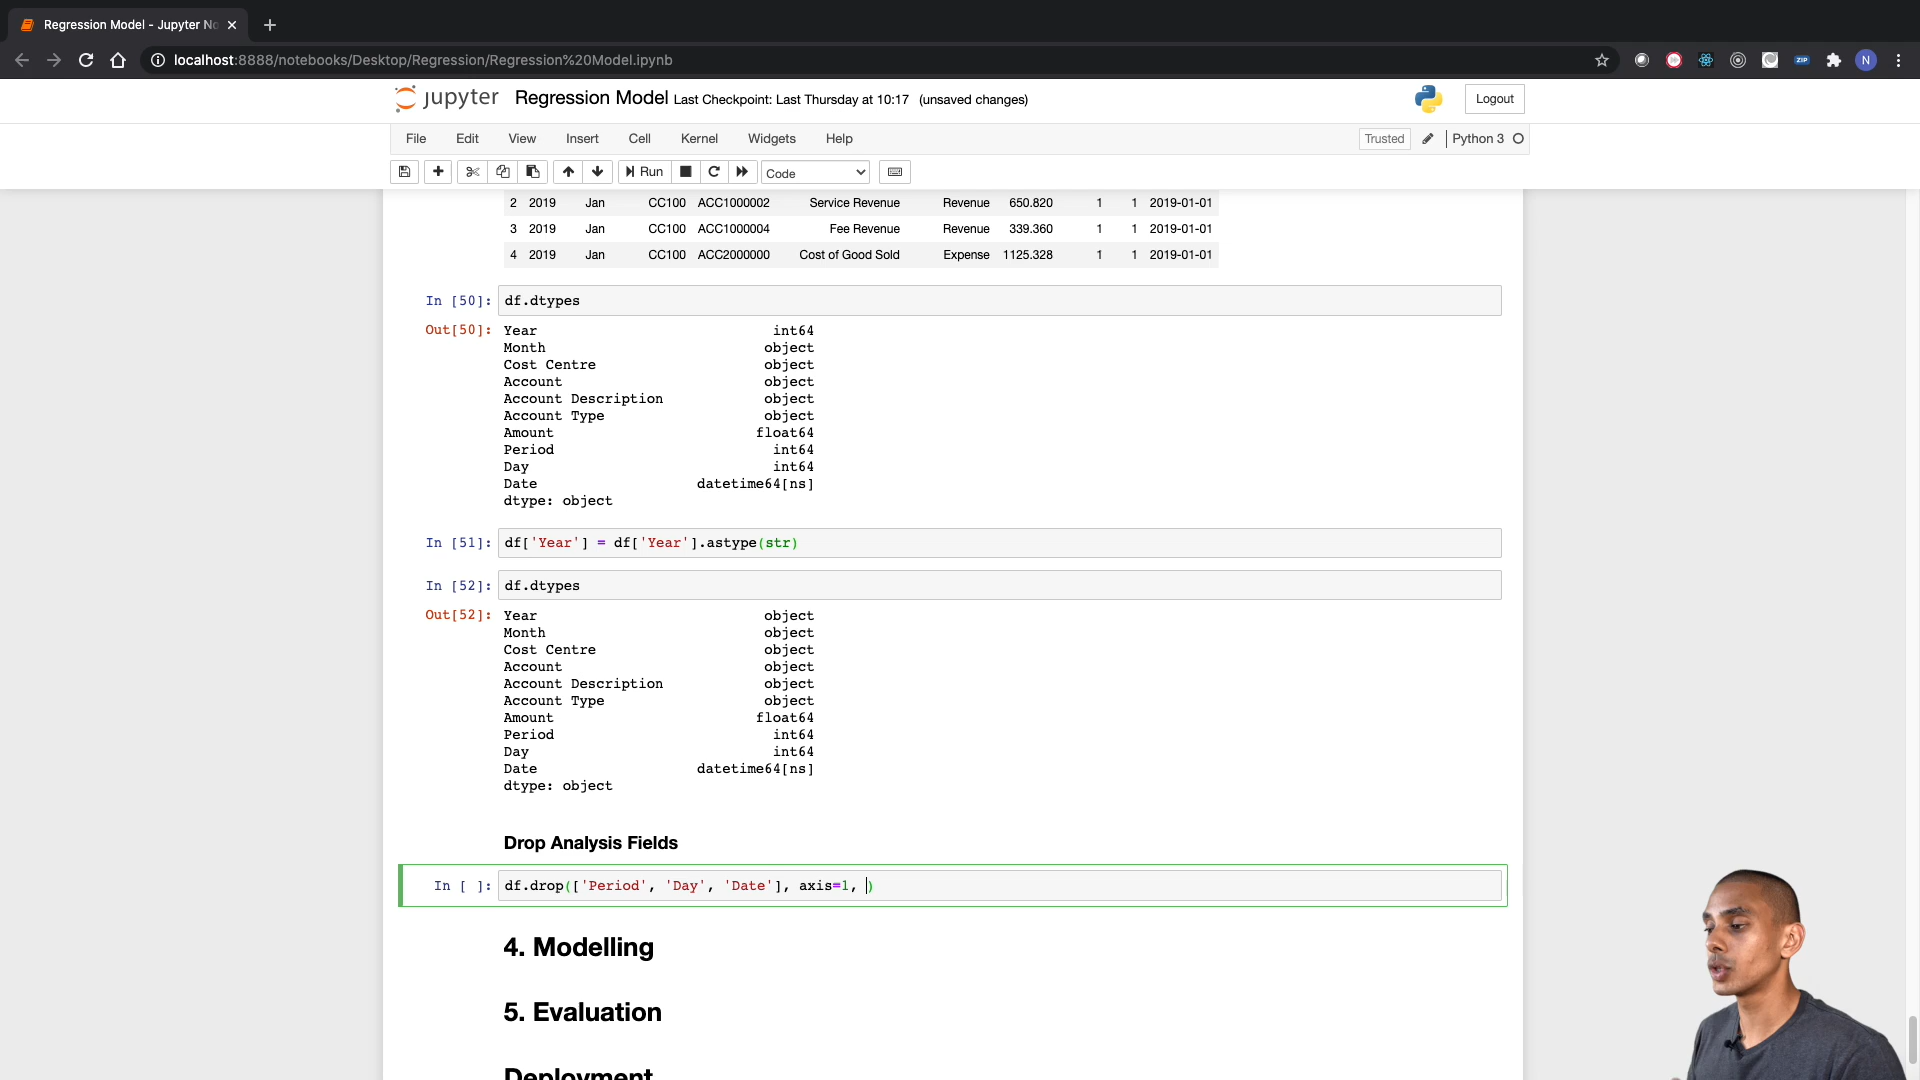 Regression Model - Jupyter No
localhost:8888/notebooks/Desktop/Regression/Regression%20Model.ipynb
ZIP
N
jupyter Regression Model Last Checkpoint: Last Thursday at 10:17 (unsaved changes)
Logout
File Edit View Insert Cell Kernel Widgets Help
Trusted Python 3
Run Code
2 2019 Jan CC100 ACC1000002 Service Revenue Revenue 650.820 1 1 2019-01-01
3 2019 Jan CC100 ACC1000004 Fee Revenue Revenue 339.360 1 1 2019-01-01
4 2019 Jan CC100 ACC2000000 Cost of Good Sold Expense 1125.328 1 1 2019-01-01
In [50]: df.dtypes
Out[50]: Year int64
Month object
Cost Centre object
Account object
Account Description object
Account Type object
Amount float64
Period int64
Day int64
Date datetime64[ns]
dtype: object
In [51]: df['Year'] = df['Year'].astype(str)
In [52]: df.dtypes
Out[52]: Year object
Month object
Cost Centre object
Account object
Account Description object
Account Type object
Amount float64
Period int64
Day int64
Date datetime64[ns]
dtype: object
Drop Analysis Fields
In [ ]: df.drop(['Period', 'Day', 'Date'], axis=1, )
4. Modelling
5. Evaluation
Deployment